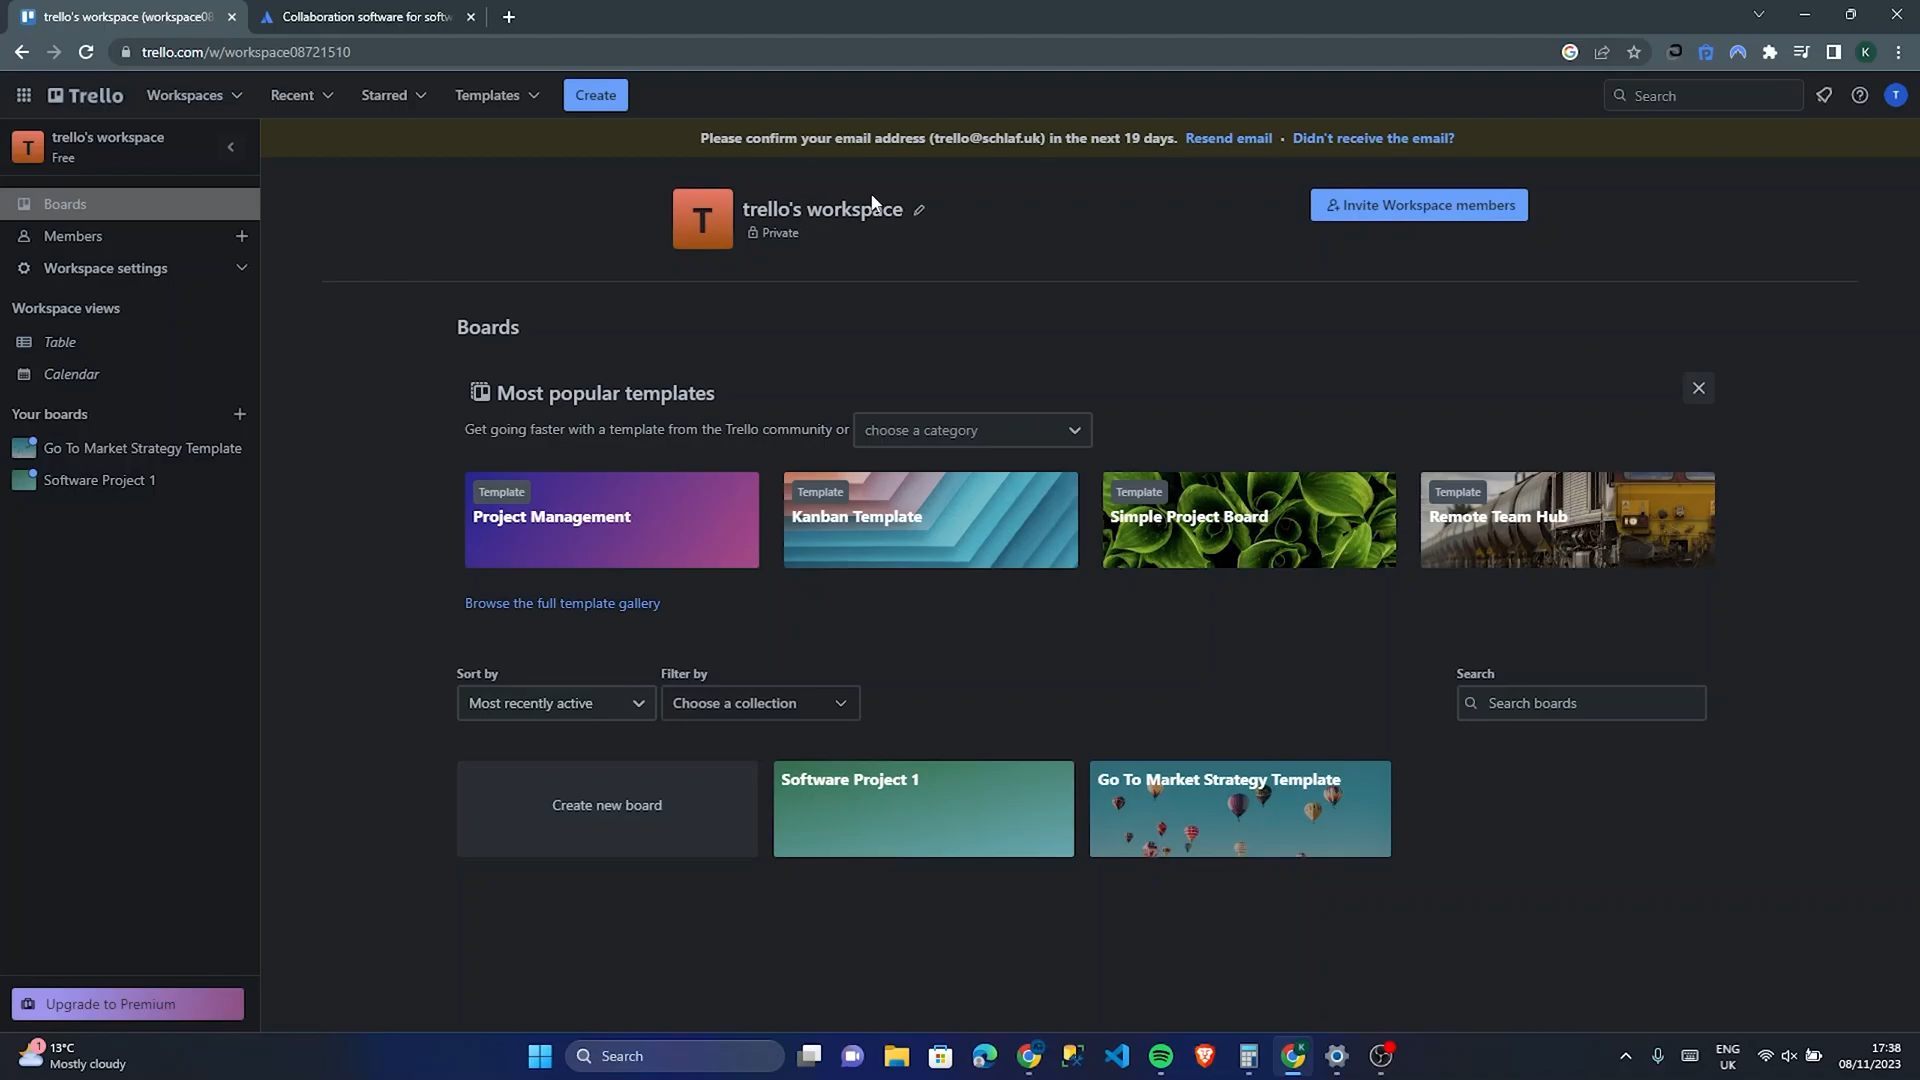 trello's workspace (workspace08
Collaboration software for softw
trello.com/w/workspace08721510
K
Trello
Workspaces
Recent
Starred
Templates
Create
Search
T
T
trello's workspace
Free
Please confirm your email address (trello@schlaf.uk) in the next 19 days. Resend email • Didn't receive the email?
Boards
Members
Workspace settings
Workspace views
Table
Calendar
Your boards
Go To Market Strategy Template
Software Project 1
Upgrade to Premium
T
trello's workspace
Private
Invite Workspace members
Boards
Most popular templates
Get going faster with a template from the Trello community or
choose a category
Template
Project Management
Template
Kanban Template
Template
Simple Project Board
Template
Remote Team Hub
Browse the full template gallery
Sort by
Most recently active
Filter by
Choose a collection
Search
Search boards
Create new board
Software Project 1
Go To Market Strategy Template
1
13°C
Mostly cloudy
Search
K
ENG
UK
17:38
08/11/2023